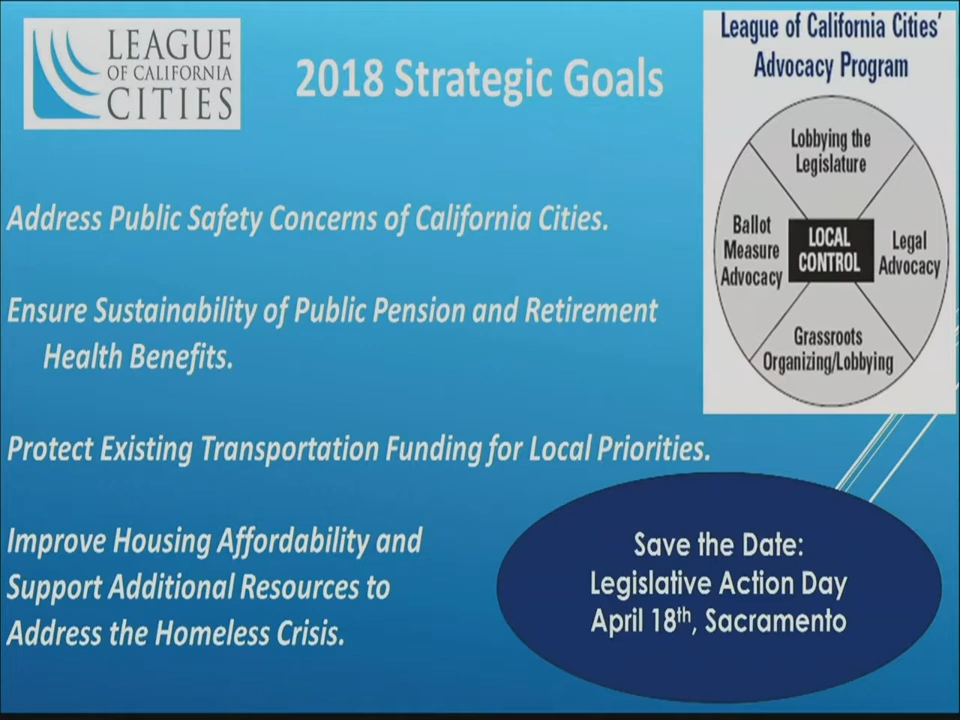 LEAGUE
OF CALIFORNIA
CITIES
2018 Strategic Goals
League of California Cities'
Advocacy Program
Lobbying the
Legislature
Ballot
Measure
Advocacy
LOCAL
CONTROL
Legal
Advocacy
Grassroots
Organizing/Lobbying
Address Public Safety Concerns of California Cities.
Ensure Sustainability of Public Pension and Retirement
Health Benefits.
Protect Existing Transportation Funding for Local Priorities.
Improve Housing Affordability and
Support Additional Resources to
Address the Homeless Crisis.
Save the Date:
Legislative Action Day
April 18th, Sacramento